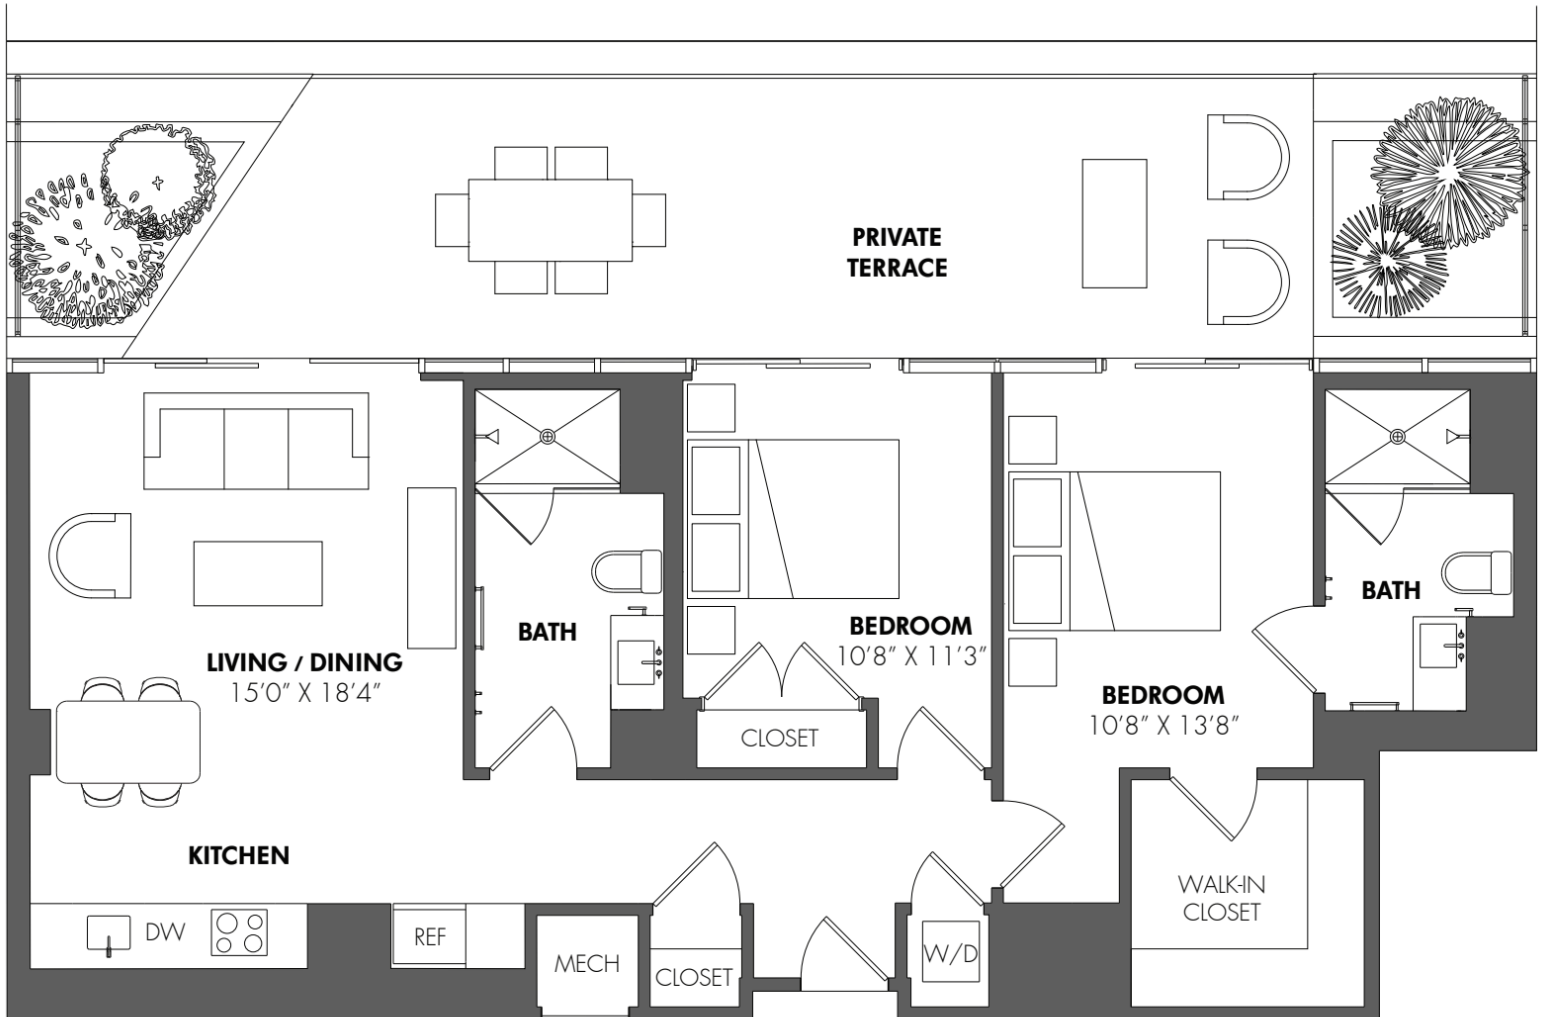 PRIVATE
TERRACE
LIVING / DINING
15’0” X 18’4”
BATH
BEDROOM
10’8” X 11’3”
BEDROOM
10’8” X 13’8”
BATH
CLOSET
KITCHEN
DW
REF
MECH
CLOSET
W/D
WALK-IN
CLOSET